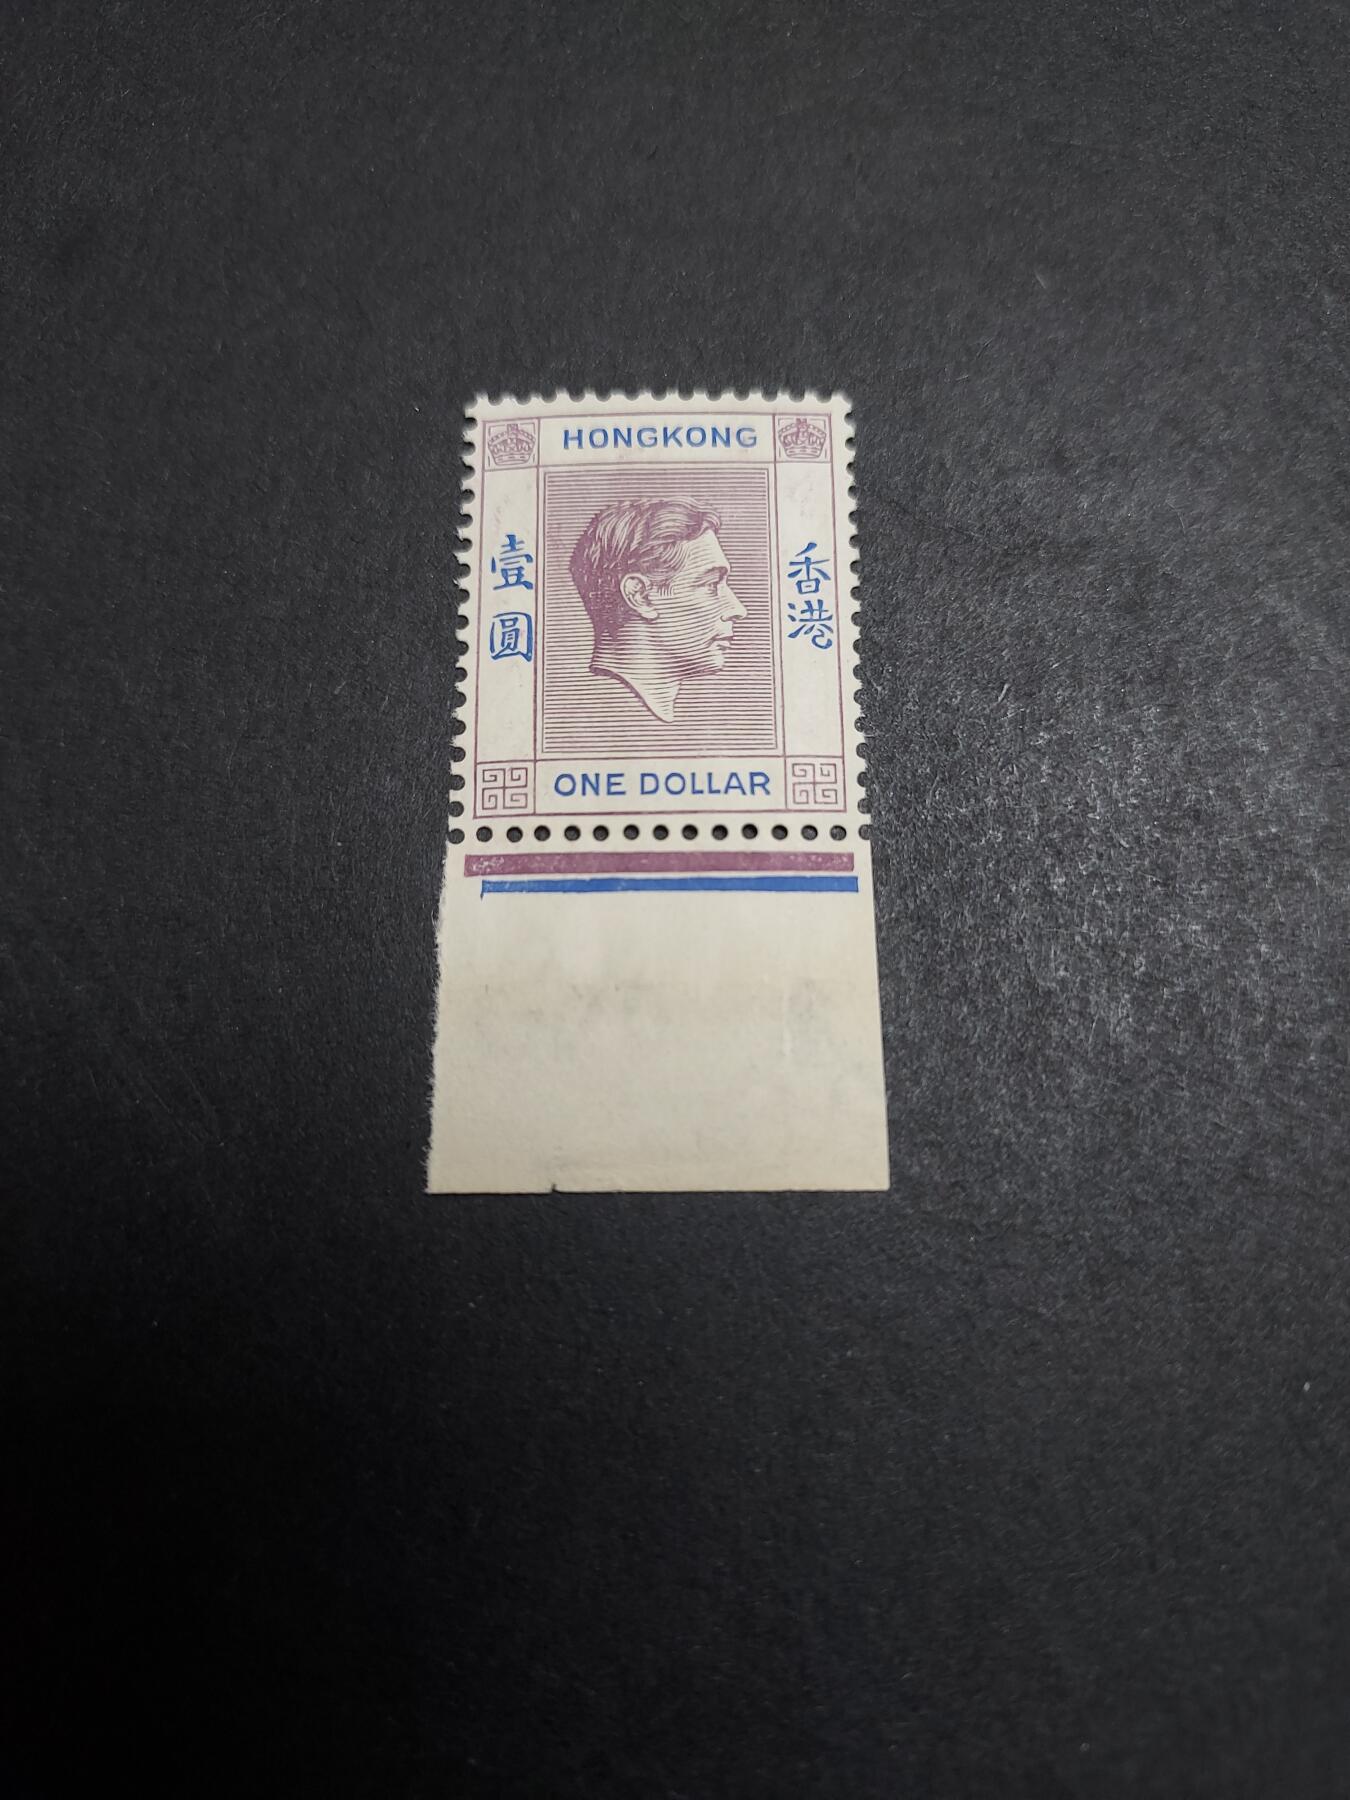 HONGKONG
壹圓
香港
ONE DOLLAR